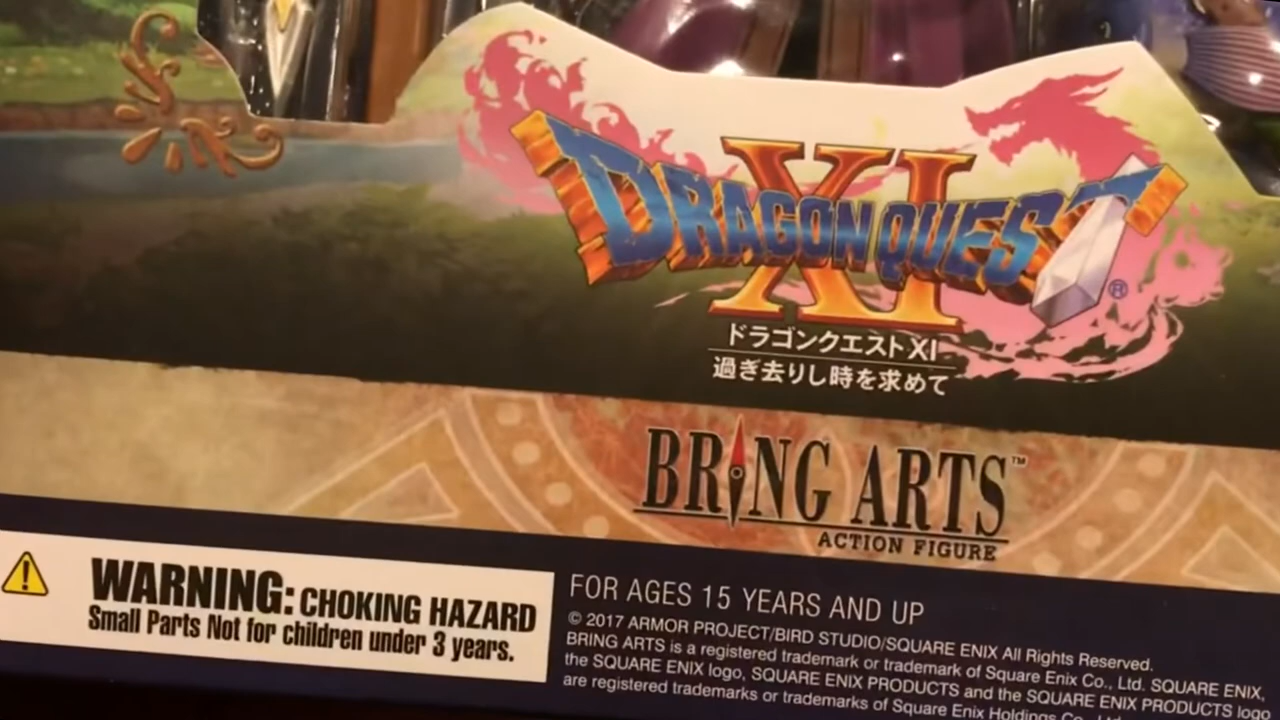 DRAGON QUEST XI ®
ドラゴンクエストXI
過ぎ去りし時を求めて
BRING ARTS™
ACTION FIGURE
WARNING: CHOKING HAZARD
Small Parts Not for children under 3 years.
FOR AGES 15 YEARS AND UP
© 2017 ARMOR PROJECT/BIRD STUDIO/SQUARE ENIX All Rights Reserved.
BRING ARTS is a registered trademark or trademark of Square Enix Co., Ltd. SQUARE ENIX,
the SQUARE ENIX logo, SQUARE ENIX PRODUCTS and the SQUARE ENIX PRODUCTS logo
are registered trademarks or trademarks of Square Enix Holdings